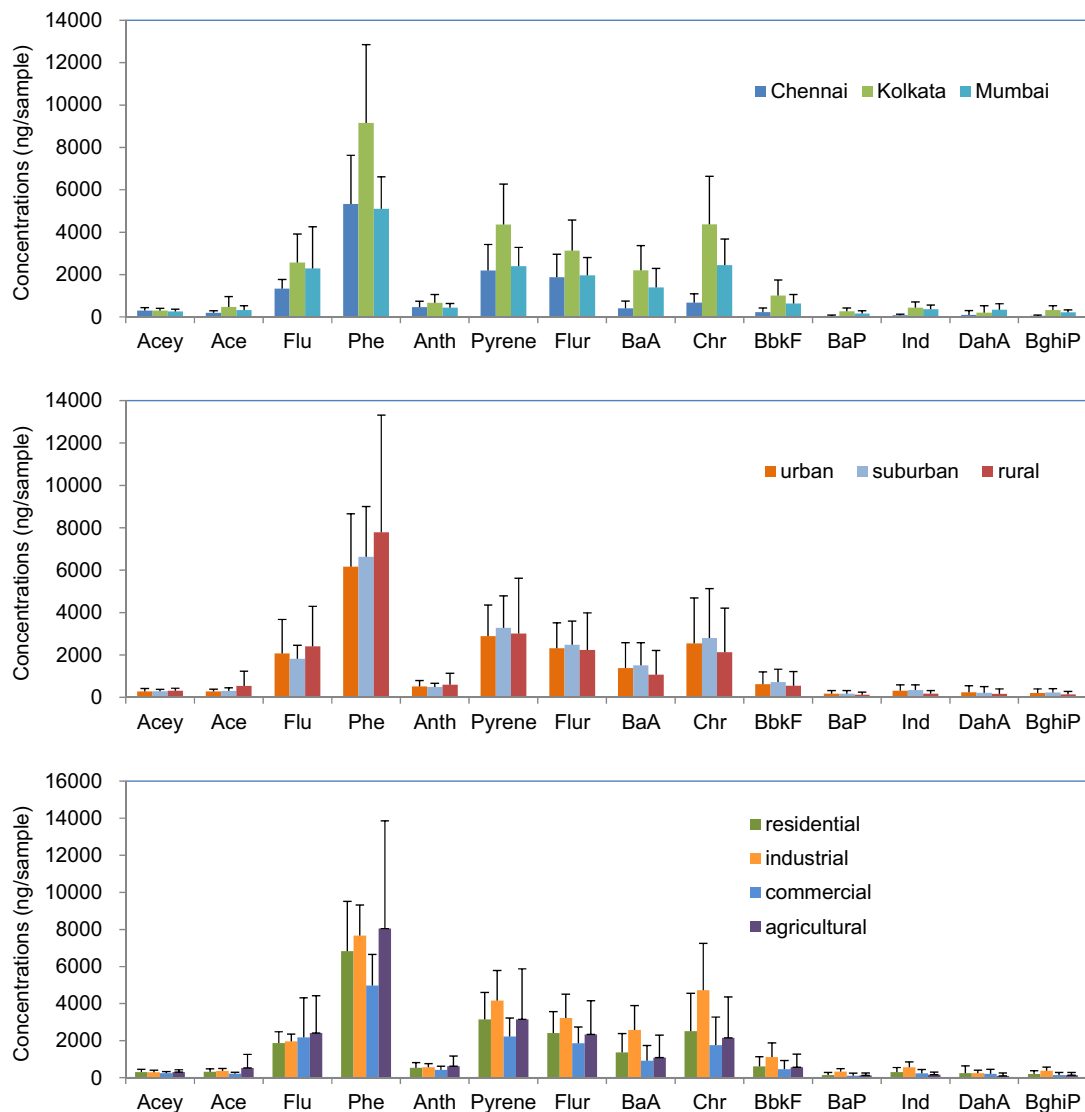 14000
12000
10000
8000
6000
4000
2000
0
Concentrations (ng/sample)
Chennai Kolkata Mumbai
Acey Ace Flu Phe Anth Pyrene Flur BaA Chr BbkF BaP Ind DahA BghiP
14000
12000
10000
8000
6000
4000
2000
0
Concentrations (ng/sample)
urban suburban rural
Acey Ace Flu Phe Anth Pyrene Flur BaA Chr BbkF BaP Ind DahA BghiP
16000
14000
12000
10000
8000
6000
4000
2000
0
Concentrations (ng/sample)
residential
industrial
commercial
agricultural
Acey Ace Flu Phe Anth Pyrene Flur BaA Chr BbkF BaP Ind DahA BghiP